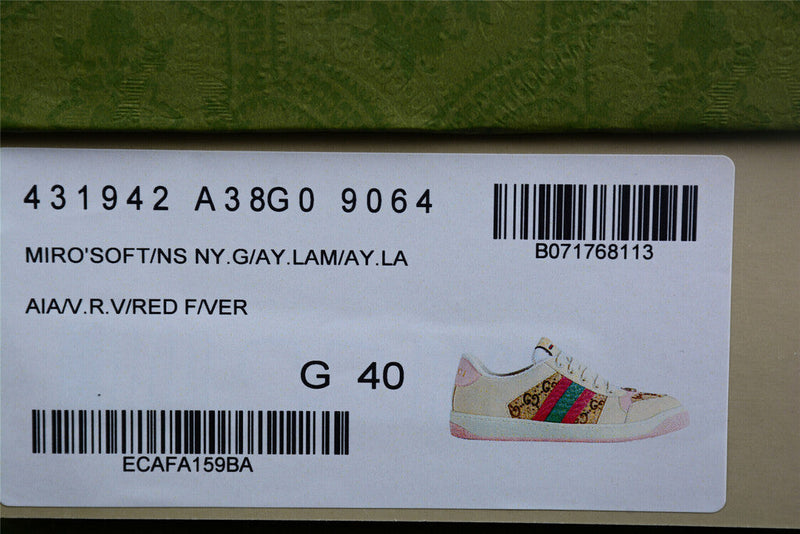 431942 A38G0 9064
B071768113
MIRO'SOFT/NS NY.G/AY.LAM/AY.LA
AIA/V.R.V/RED F/VER
G 40
ECAFA159BA